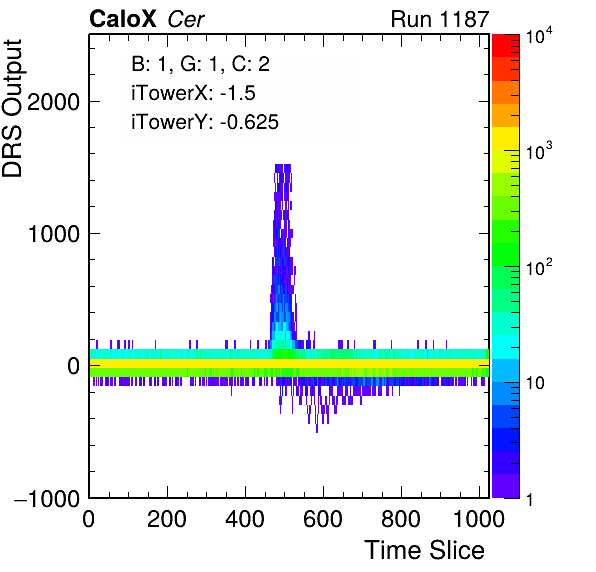 CaloX Cer Run 1187
B: 1, G: 1, C: 2
iTowerX: -1.5
iTowerY: -0.625
DRS Output
2000
1000
0
−1000
0 200 400 600 800 1000
Time Slice
10⁴
10³
10²
10
1